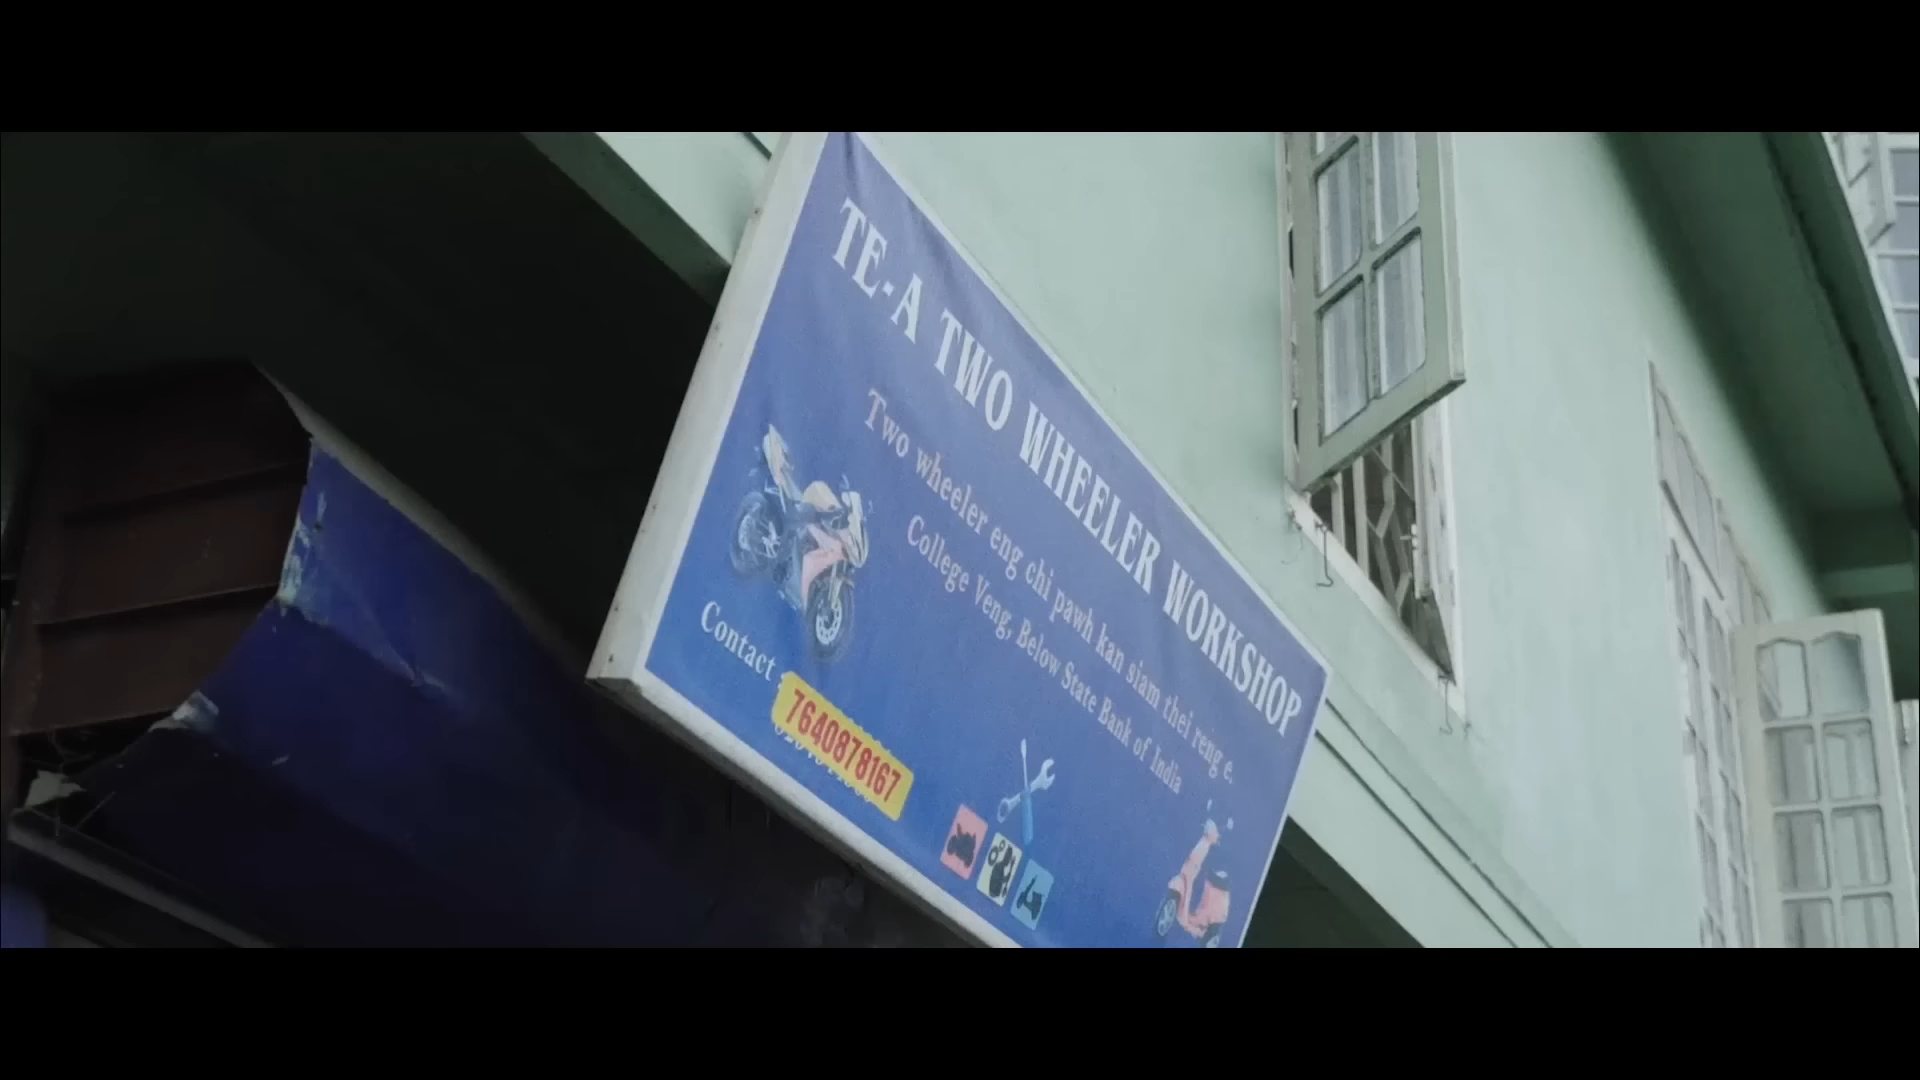 TE-A TWO WHEELER WORKSHOP
Two wheeler eng chi pawh kan siam thei reng e.
College Veng, Below State Bank of India
Contact :
7640878167